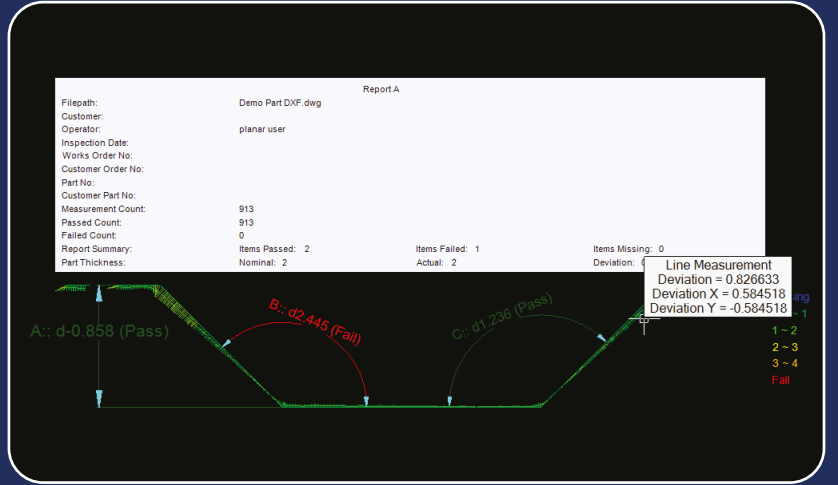 Report A
Filepath: Demo Part DXF.dwg
Customer:
Operator: planar user
Inspection Date:
Works Order No:
Customer Order No:
Part No:
Customer Part No:
Measurement Count: 913
Passed Count: 913
Failed Count: 0
Report Summary: Items Passed: 2 Items Failed: 1 Items Missing: 0
Part Thickness: Nominal: 2 Actual: 2 Deviation:
Line Measurement
Deviation = 0.826633
Deviation X = 0.584518
Deviation Y = -0.584518
A:: d-0.858 (Pass)
B:: d2.445 (Fail)
C:: d1.236 (Pass)
~ 1
1 ~ 2
2 ~ 3
3 ~ 4
Fail